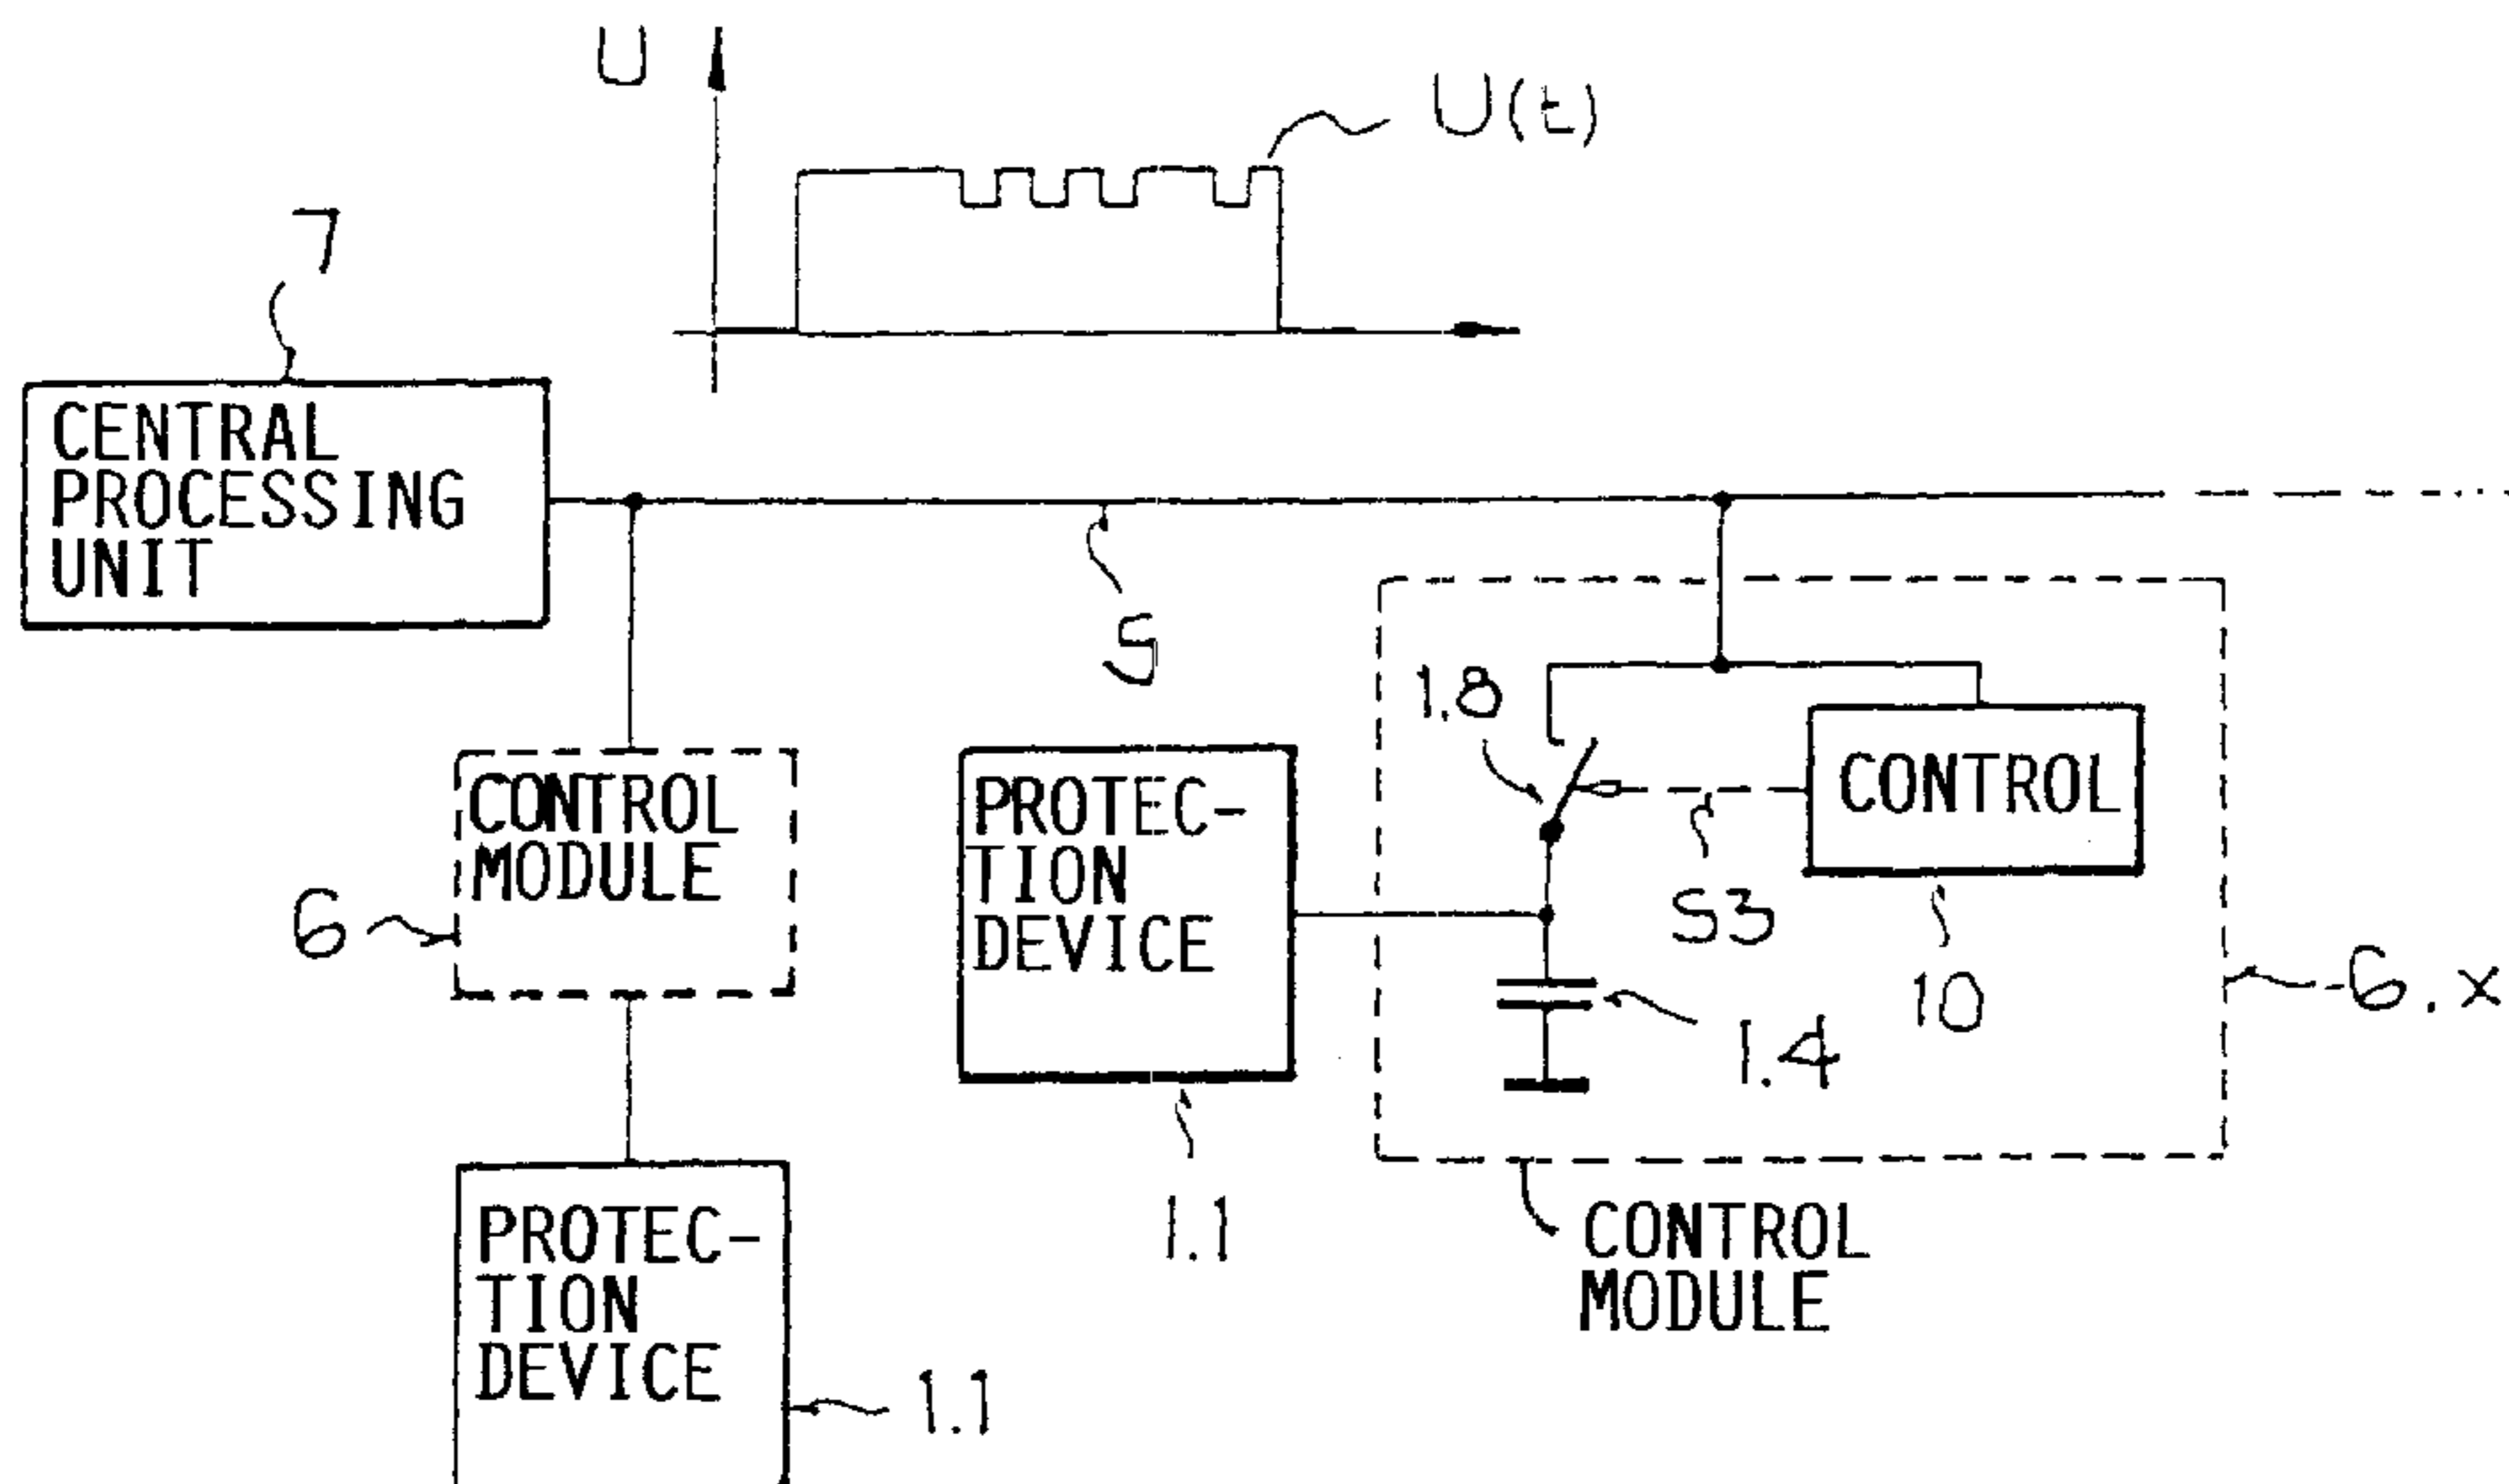 U
U(t)
7
CENTRAL
PROCESSING
UNIT
5
1.8
CONTROL
CONTROL
MODULE
PROTEC-
TION
DEVICE
6
S3
10
6.x
1.4
1.1
CONTROL
MODULE
PROTEC-
TION
DEVICE
1.1